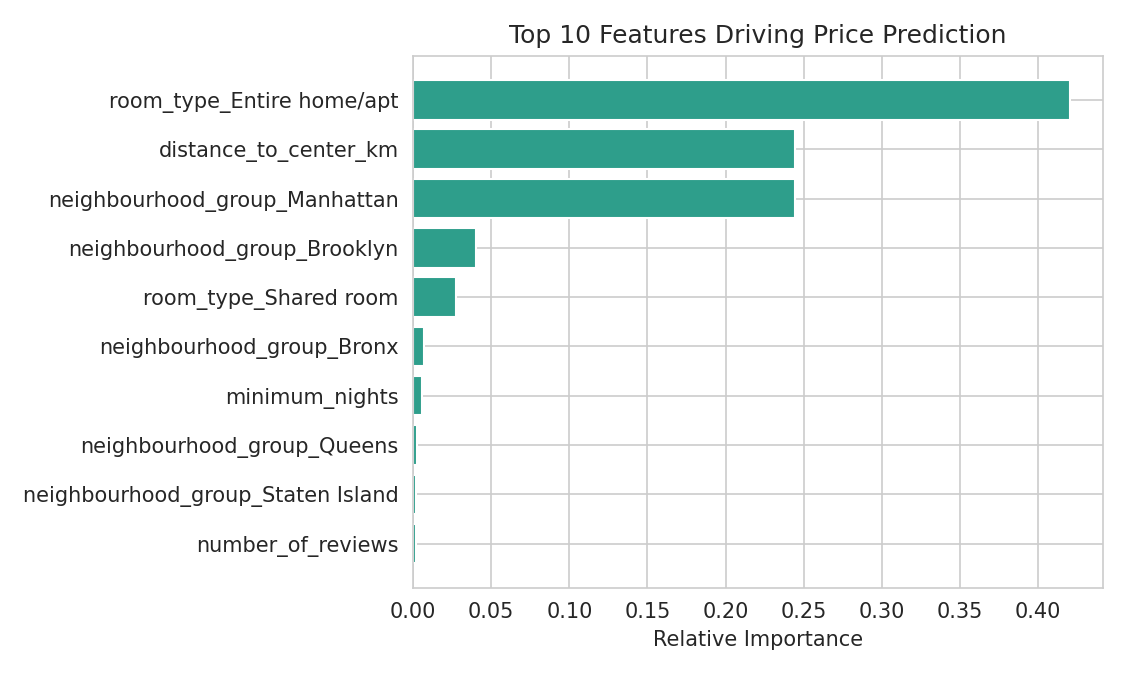 Top 10 Features Driving Price Prediction
room_type_Entire home/apt
distance_to_center_km
neighbourhood_group_Manhattan
neighbourhood_group_Brooklyn
room_type_Shared room
neighbourhood_group_Bronx
minimum_nights
neighbourhood_group_Queens
neighbourhood_group_Staten Island
number_of_reviews
0.00 0.05 0.10 0.15 0.20 0.25 0.30 0.35 0.40
Relative Importance